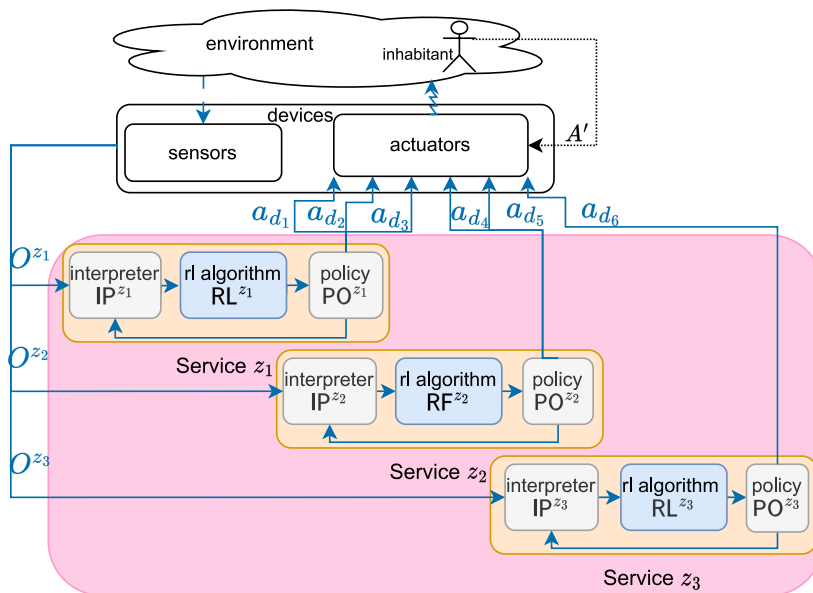 environment
inhabitant
devices
sensors
actuators
A′
a_{d_1} a_{d_2} a_{d_3} a_{d_4} a_{d_5} a_{d_6}
O^{z_1}
interpreter
IP^{z_1}
rl algorithm
RL^{z_1}
policy
PO^{z_1}
Service z_1
O^{z_2}
interpreter
IP^{z_2}
rl algorithm
RF^{z_2}
policy
PO^{z_2}
Service z_2
O^{z_3}
interpreter
IP^{z_3}
rl algorithm
RL^{z_3}
policy
PO^{z_3}
Service z_3